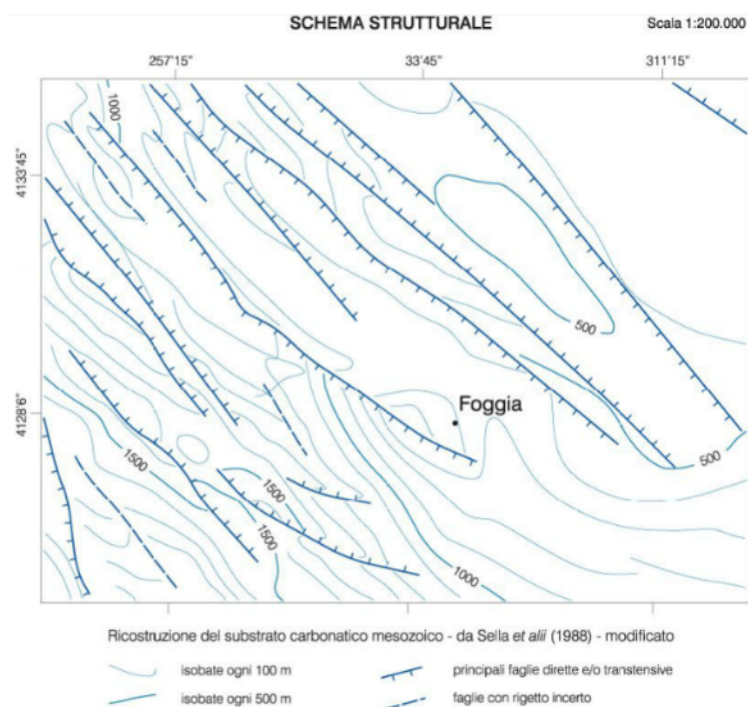 SCHEMA STRUTTURALE
Scala 1:200.000
257'15"
33'45"
311'15"
1000
4133'45"
500
Foggia
4128'6"
500
1500
1500
1500
1000
Ricostruzione del substrato carbonatico mesozoico - da Sella et alii (1988) - modificato
isobate ogni 100 m
principali faglie dirette e/o transtensive
isobate ogni 500 m
faglie con rigetto incerto